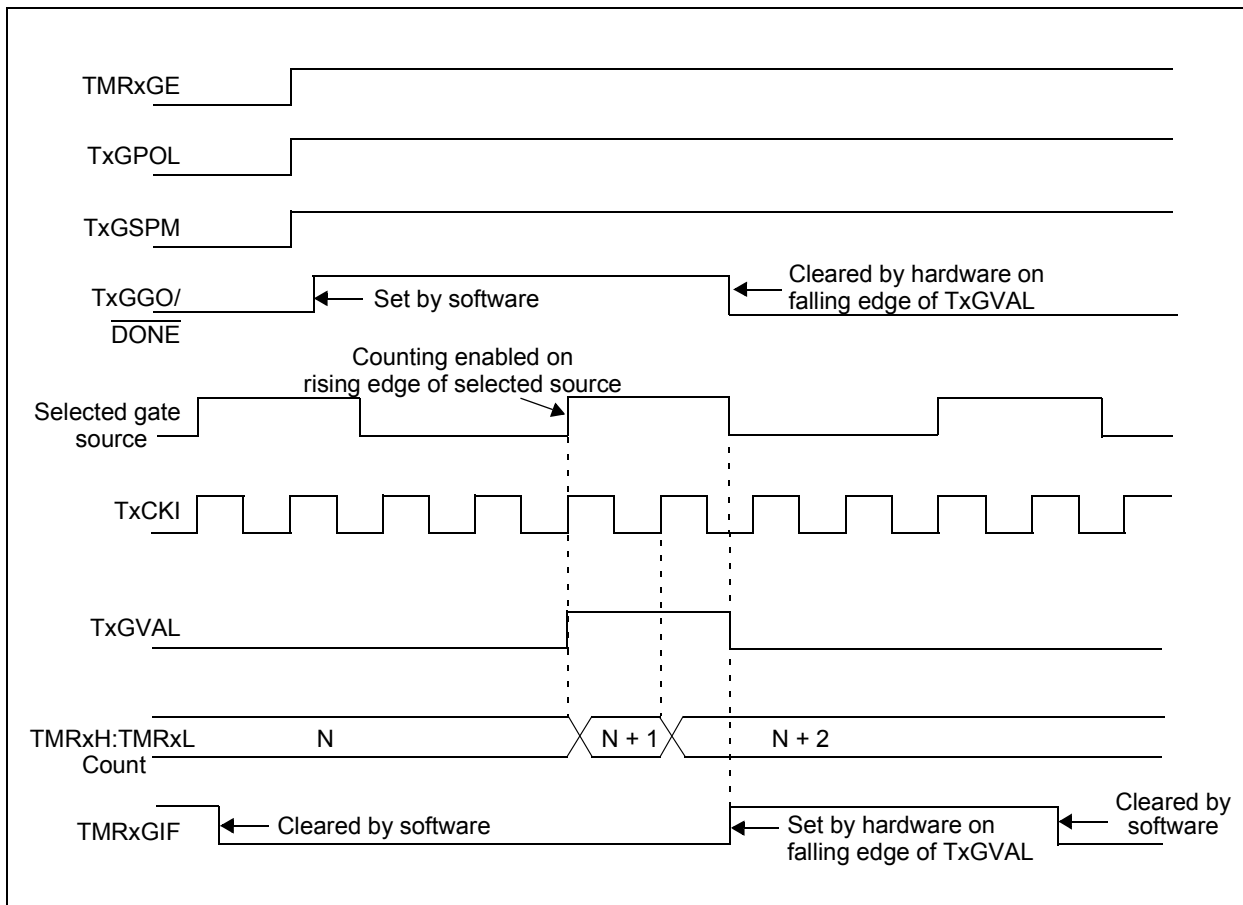 TMRxGE
TxGPOL
TxGSPM
TxGGO/
DONE
Set by software
Cleared by hardware on
falling edge of TxGVAL
Counting enabled on
rising edge of selected source
Selected gate
source
TxCKI
TxGVAL
TMRxH:TMRxL
Count
N
N + 1
N + 2
TMRxGIF
Cleared by software
Set by hardware on
falling edge of TxGVAL
Cleared by
software